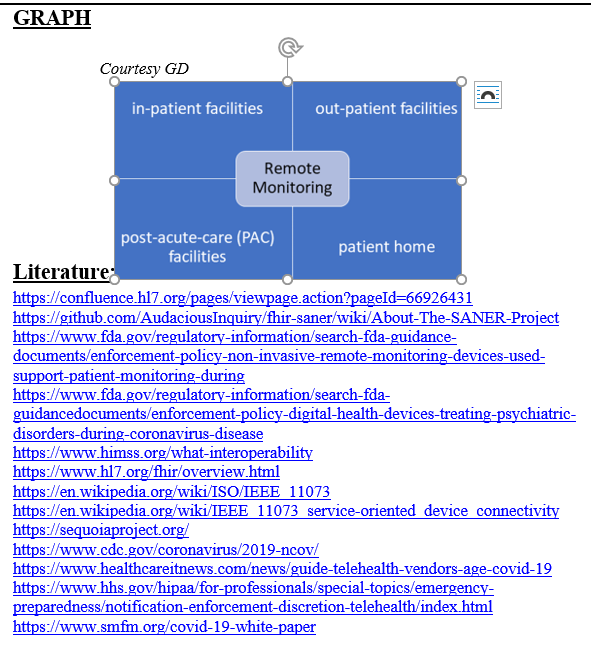 GRAPH
Courtesy GD
in-patient facilities
out-patient facilities
Remote
Monitoring
post-acute-care (PAC)
facilities
patient home
Literature:
https://confluence.hl7.org/pages/viewpage.action?pageId=66926431
https://github.com/AudaciousInquiry/fhir-saner/wiki/About-The-SANER-Project
https://www.fda.gov/regulatory-information/search-fda-guidance-
documents/enforcement-policy-non-invasive-remote-monitoring-devices-used-
support-patient-monitoring-during
https://www.fda.gov/regulatory-information/search-fda-
guidancedocuments/enforcement-policy-digital-health-devices-treating-psychiatric-
disorders-during-coronavirus-disease
https://www.himss.org/what-interoperability
https://www.hl7.org/fhir/overview.html
https://en.wikipedia.org/wiki/ISO/IEEE_11073
https://en.wikipedia.org/wiki/IEEE_11073_service-oriented_device_connectivity
https://sequoiaproject.org/
https://www.cdc.gov/coronavirus/2019-ncov/
https://www.healthcareitnews.com/news/guide-telehealth-vendors-age-covid-19
https://www.hhs.gov/hipaa/for-professionals/special-topics/emergency-
preparedness/notification-enforcement-discretion-telehealth/index.html
https://www.smfm.org/covid-19-white-paper